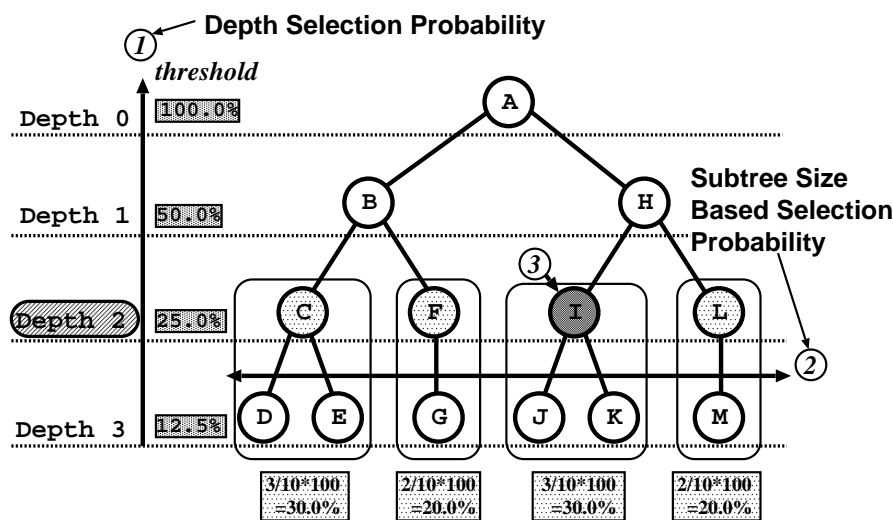 1
Depth Selection Probability
threshold
Depth 0
100.0%
A
Depth 1
50.0%
B
H
Subtree Size
Based Selection
Probability
3
Depth 2
25.0%
C
F
I
L
2
Depth 3
12.5%
D
E
G
J
K
M
3/10*100
=30.0%
2/10*100
=20.0%
3/10*100
=30.0%
2/10*100
=20.0%